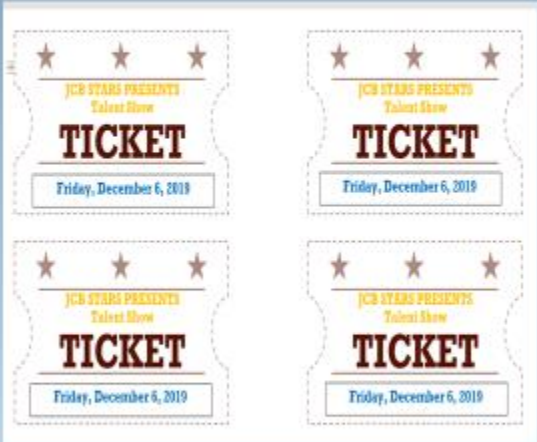 JCB STARS PRESENTS
Talent Show
TICKET
Friday, December 6, 2019
JCB STARS PRESENTS
Talent Show
TICKET
Friday, December 6, 2019
JCB STARS PRESENTS
Talent Show
TICKET
Friday, December 6, 2019
JCB STARS PRESENTS
Talent Show
TICKET
Friday, December 6, 2019